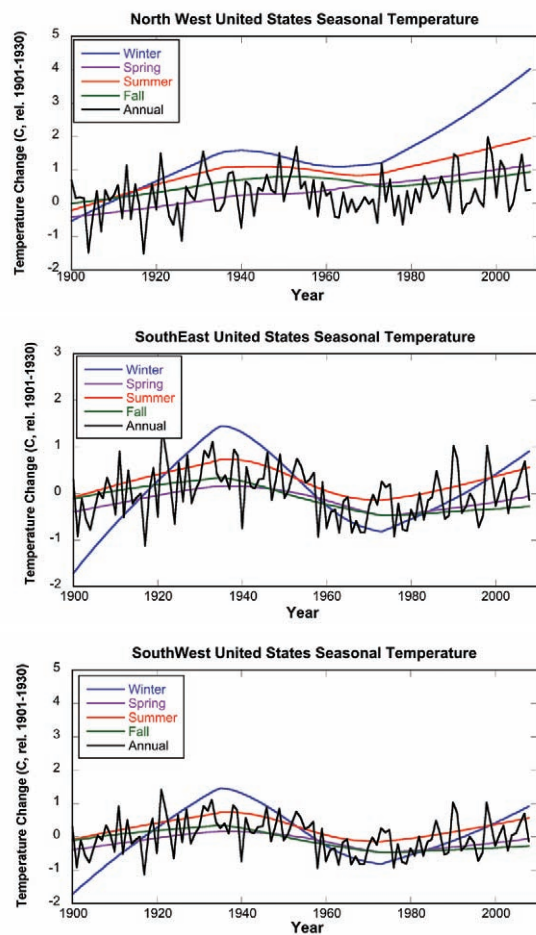 North West United States Seasonal Temperature
Temperature Change (C, rel. 1901-1930)
5
4
3
2
1
0
-1
-2
Winter
Spring
Summer
Fall
Annual
1900 1920 1940 1960 1980 2000
Year
SouthEast United States Seasonal Temperature
Temperature Change (C, rel. 1901-1930)
3
2
1
0
-1
-2
Winter
Spring
Summer
Fall
Annual
1900 1920 1940 1960 1980 2000
Year
SouthWest United States Seasonal Temperature
Temperature Change (C, rel. 1901-1930)
5
4
3
2
1
0
-1
-2
Winter
Spring
Summer
Fall
Annual
1900 1920 1940 1960 1980 2000
Year